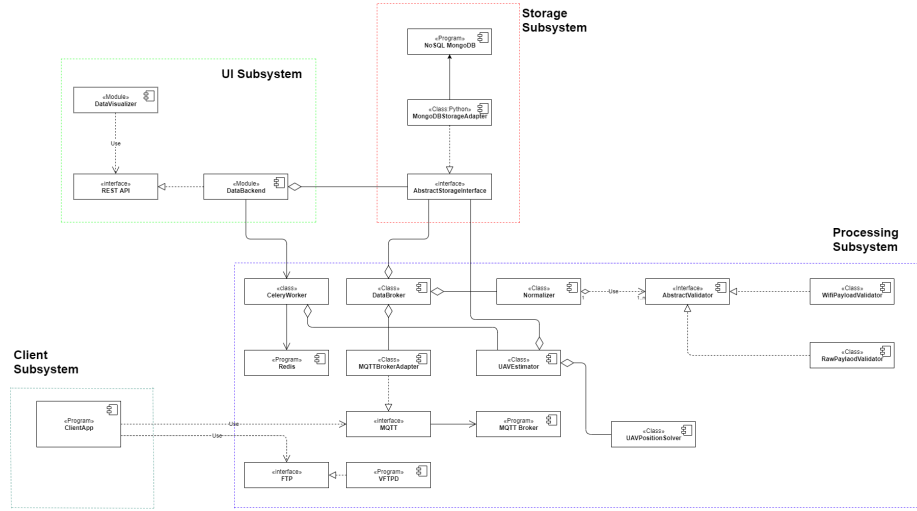 Storage
Subsystem
«Program»
NoSQL MongoDB
UI Subsystem
«Module»
DataVisualizer
«Class:Python»
MongoDBStorageAdapter
Use
«interface»
REST API
«Module»
DataBackend
«interface»
AbstractStorageInterface
Processing
Subsystem
«class»
CeleryWorker
«Class»
DataBroker
«Class»
Normalizer
1
Use
1..n
«Interface»
AbstractValidator
«Class»
WifiPayloadValidator
Client
Subsystem
«Program»
Redis
«Class»
MQTTBrokerAdapter
«Class»
UAVEstimator
«Class»
RawPaylaodValidator
«Program»
ClientApp
Use
Use
«interface»
MQTT
«Program»
MQTT Broker
«Class»
UAVPositionSolver
«interface»
FTP
«Program»
VFTPD